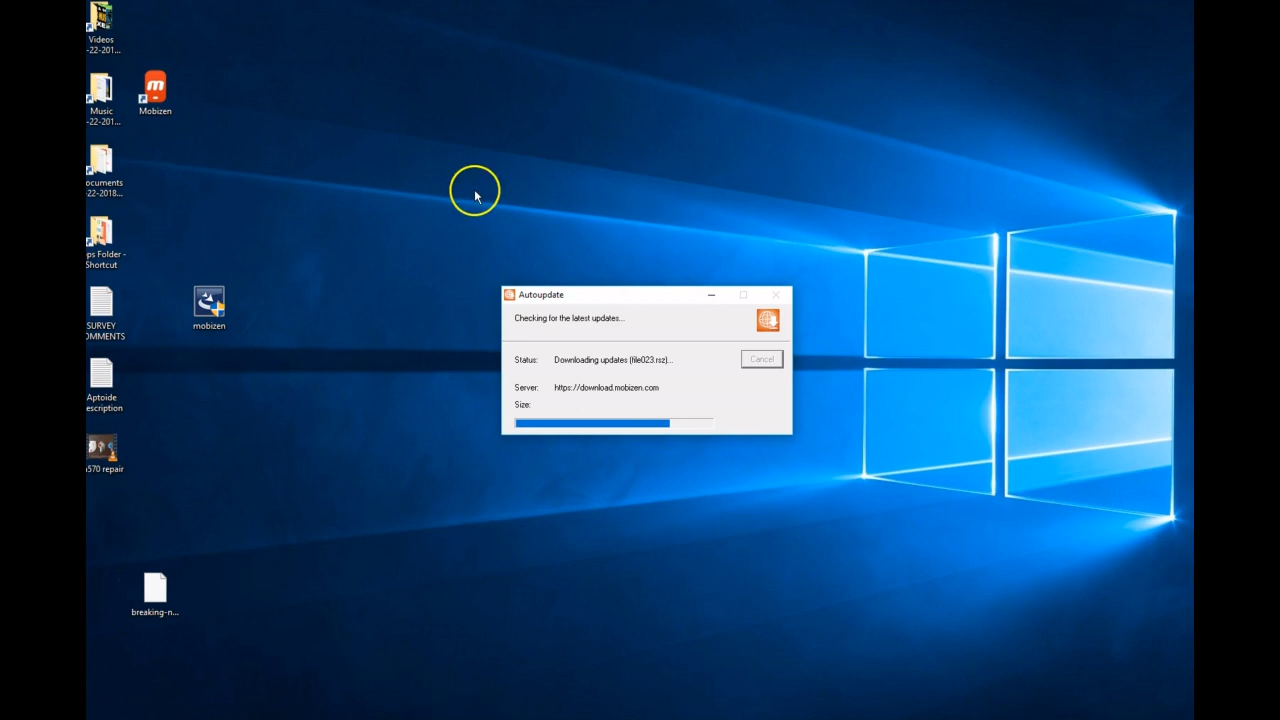 Videos
-22-201...
m
Mobizen
Music
-22-201...
ocuments
-22-2018...
ps Folder -
Shortcut
SURVEY
OMMENTS
mobizen
Aptoide
escription
570 repair
breaking-n...
Autoupdate
Checking for the latest updates...
Status: Downloading updates (file023.rsz)...
Cancel
Server: https://download.mobizen.com
Size: